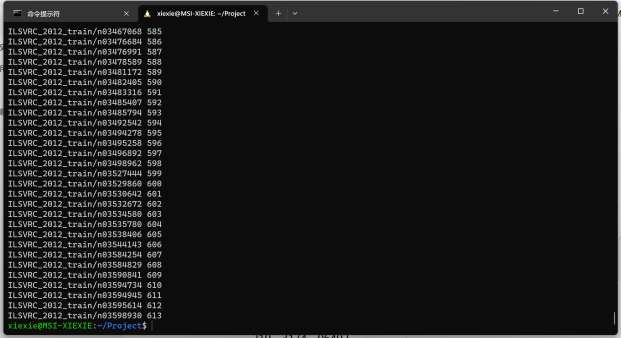 命令提示符
xiexie@MSI-XIEXIE: ~/Project
ILSVRC_2012_train/n03467068 585
ILSVRC_2012_train/n03476684 586
ILSVRC_2012_train/n03476991 587
ILSVRC_2012_train/n03478589 588
ILSVRC_2012_train/n03481172 589
ILSVRC_2012_train/n03482405 590
ILSVRC_2012_train/n03483316 591
ILSVRC_2012_train/n03485407 592
ILSVRC_2012_train/n03485794 593
ILSVRC_2012_train/n03492542 594
ILSVRC_2012_train/n03494278 595
ILSVRC_2012_train/n03495258 596
ILSVRC_2012_train/n03496892 597
ILSVRC_2012_train/n03498962 598
ILSVRC_2012_train/n03527444 599
ILSVRC_2012_train/n03529860 600
ILSVRC_2012_train/n03530642 601
ILSVRC_2012_train/n03532672 602
ILSVRC_2012_train/n03534580 603
ILSVRC_2012_train/n03535780 604
ILSVRC_2012_train/n03538406 605
ILSVRC_2012_train/n03544143 606
ILSVRC_2012_train/n03584254 607
ILSVRC_2012_train/n03584829 608
ILSVRC_2012_train/n03590841 609
ILSVRC_2012_train/n03594734 610
ILSVRC_2012_train/n03594945 611
ILSVRC_2012_train/n03595614 612
ILSVRC_2012_train/n03598930 613
xiexie@MSI-XIEXIE:~/Project$